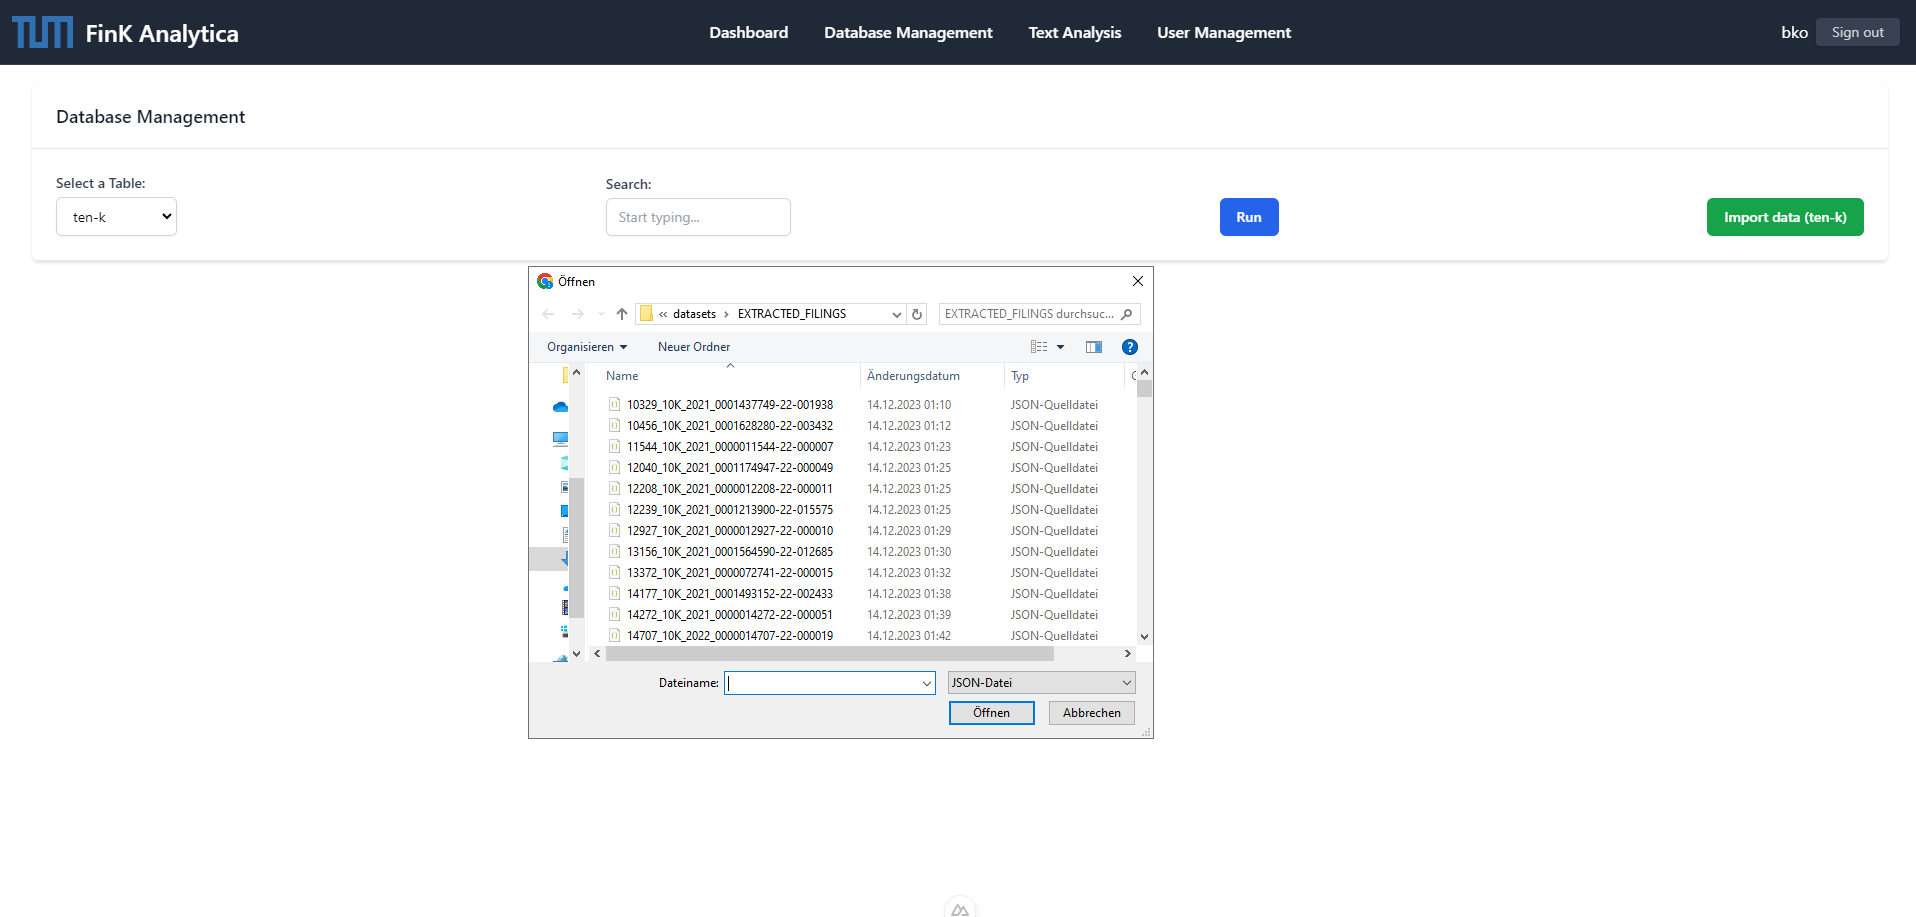 TUM FinK Analytica Dashboard Database Management Text Analysis User Management bko Sign out
Database Management
Select a Table: Search:
ten-k Start typing... Run Import data (ten-k)
Öffnen
« datasets › EXTRACTED_FILINGS EXTRACTED_FILINGS durchsuc...
Organisieren Neuer Ordner ?
Name Änderungsdatum Typ
10329_10K_2021_0001437749-22-001938 14.12.2023 01:10 JSON-Quelldatei
10456_10K_2021_0001628280-22-003432 14.12.2023 01:12 JSON-Quelldatei
11544_10K_2021_0000011544-22-000007 14.12.2023 01:23 JSON-Quelldatei
12040_10K_2021_0001174947-22-000049 14.12.2023 01:25 JSON-Quelldatei
12208_10K_2021_0000012208-22-000011 14.12.2023 01:25 JSON-Quelldatei
12239_10K_2021_0001213900-22-015575 14.12.2023 01:25 JSON-Quelldatei
12927_10K_2021_0000012927-22-000010 14.12.2023 01:29 JSON-Quelldatei
13156_10K_2021_0001564590-22-012685 14.12.2023 01:30 JSON-Quelldatei
13372_10K_2021_0000072741-22-000015 14.12.2023 01:32 JSON-Quelldatei
14177_10K_2021_0001493152-22-002433 14.12.2023 01:38 JSON-Quelldatei
14272_10K_2021_0000014272-22-000051 14.12.2023 01:39 JSON-Quelldatei
14707_10K_2022_0000014707-22-000019 14.12.2023 01:42 JSON-Quelldatei
Dateiname: JSON-Datei
Öffnen Abbrechen